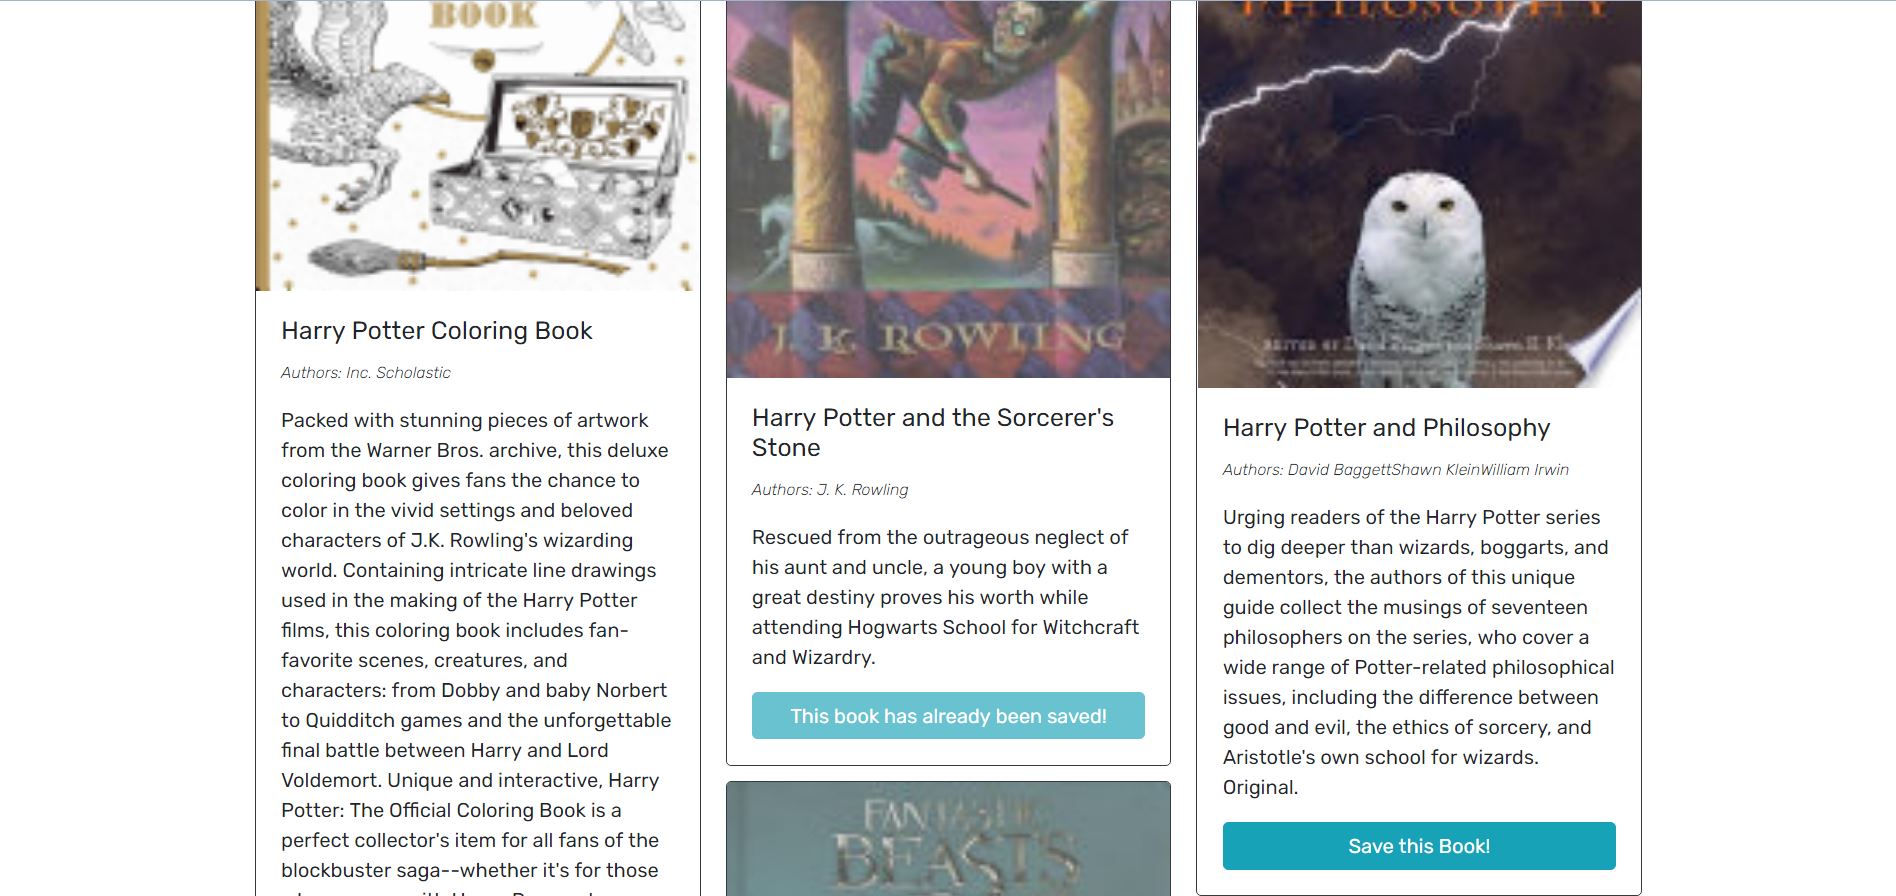 BOOK
Harry Potter Coloring Book
Authors: Inc. Scholastic
Packed with stunning pieces of artwork
from the Warner Bros. archive, this deluxe
coloring book gives fans the chance to
color in the vivid settings and beloved
characters of J.K. Rowling's wizarding
world. Containing intricate line drawings
used in the making of the Harry Potter
films, this coloring book includes fan-
favorite scenes, creatures, and
characters: from Dobby and baby Norbert
to Quidditch games and the unforgettable
final battle between Harry and Lord
Voldemort. Unique and interactive, Harry
Potter: The Official Coloring Book is a
perfect collector's item for all fans of the
blockbuster saga--whether it's for those
J. K. ROWLING
Harry Potter and the Sorcerer's
Stone
Authors: J. K. Rowling
Rescued from the outrageous neglect of
his aunt and uncle, a young boy with a
great destiny proves his worth while
attending Hogwarts School for Witchcraft
and Wizardry.
This book has already been saved!
FANTASTIC
BEASTS
PHILOSOPHY
Harry Potter and Philosophy
Authors: David BaggettShawn KleinWilliam Irwin
Urging readers of the Harry Potter series
to dig deeper than wizards, boggarts, and
dementors, the authors of this unique
guide collect the musings of seventeen
philosophers on the series, who cover a
wide range of Potter-related philosophical
issues, including the difference between
good and evil, the ethics of sorcery, and
Aristotle's own school for wizards.
Original.
Save this Book!